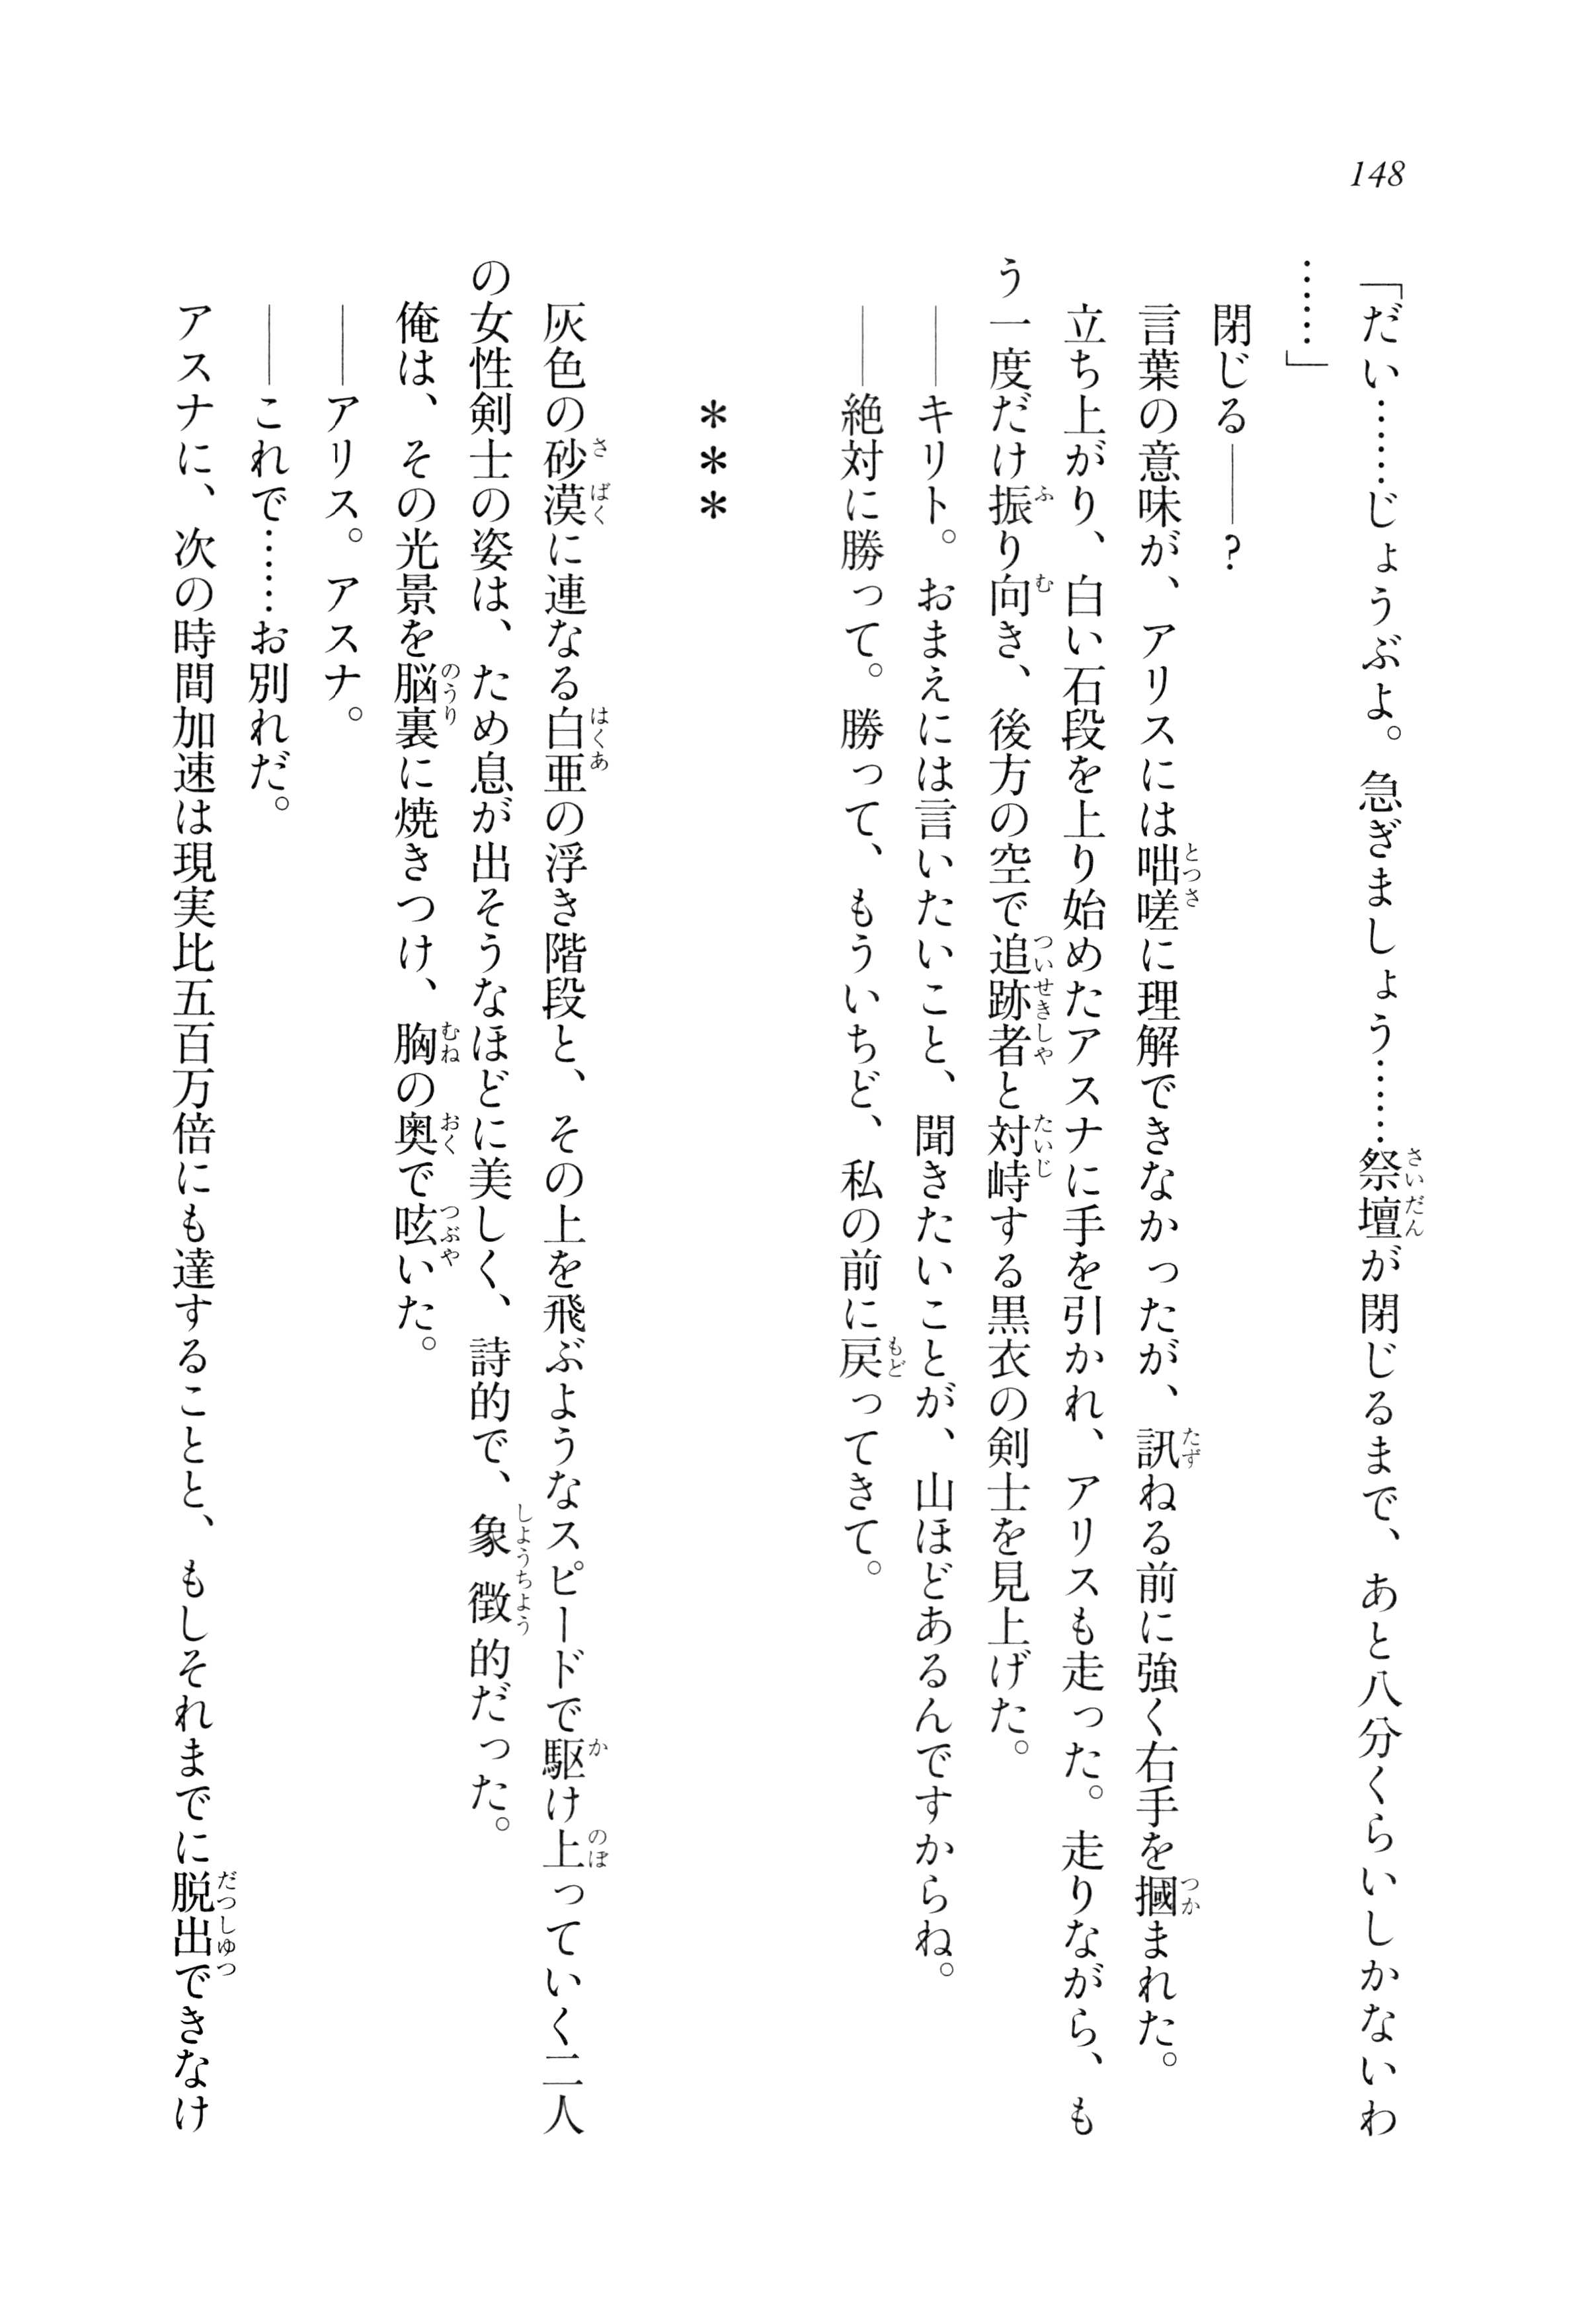 148
「だい……じょうぶよ。急ぎましょう……祭壇が閉じるまで、あと八分くらいしかないわ
……」
閉じる――?
言葉の意味が、アリスには咄嗟に理解できなかったが、訊ねる前に強く右手を摑まれた。
立ち上がり、白い石段を上り始めたアスナに手を引かれ、アリスも走った。走りながら、も
う一度だけ振り向き、後方の空で追跡者と対峙する黒衣の剣士を見上げた。
――キリト。おまえには言いたいこと、聞きたいことが、山ほどあるんですからね。
――絶対に勝って。勝って、もういちど、私の前に戻ってきて。
＊＊＊
灰色の砂漠に連なる白亜の浮き階段と、その上を飛ぶようなスピードで駆け上っていく二人
の女性剣士の姿は、ため息が出そうなほどに美しく、詩的で、象徴的だった。
俺は、その光景を脳裏に焼きつけ、胸の奥で呟いた。
――アリス。アスナ。
――これで……お別れだ。
アスナに、次の時間加速は現実比五百万倍にも達することと、もしそれまでに脱出できなけ